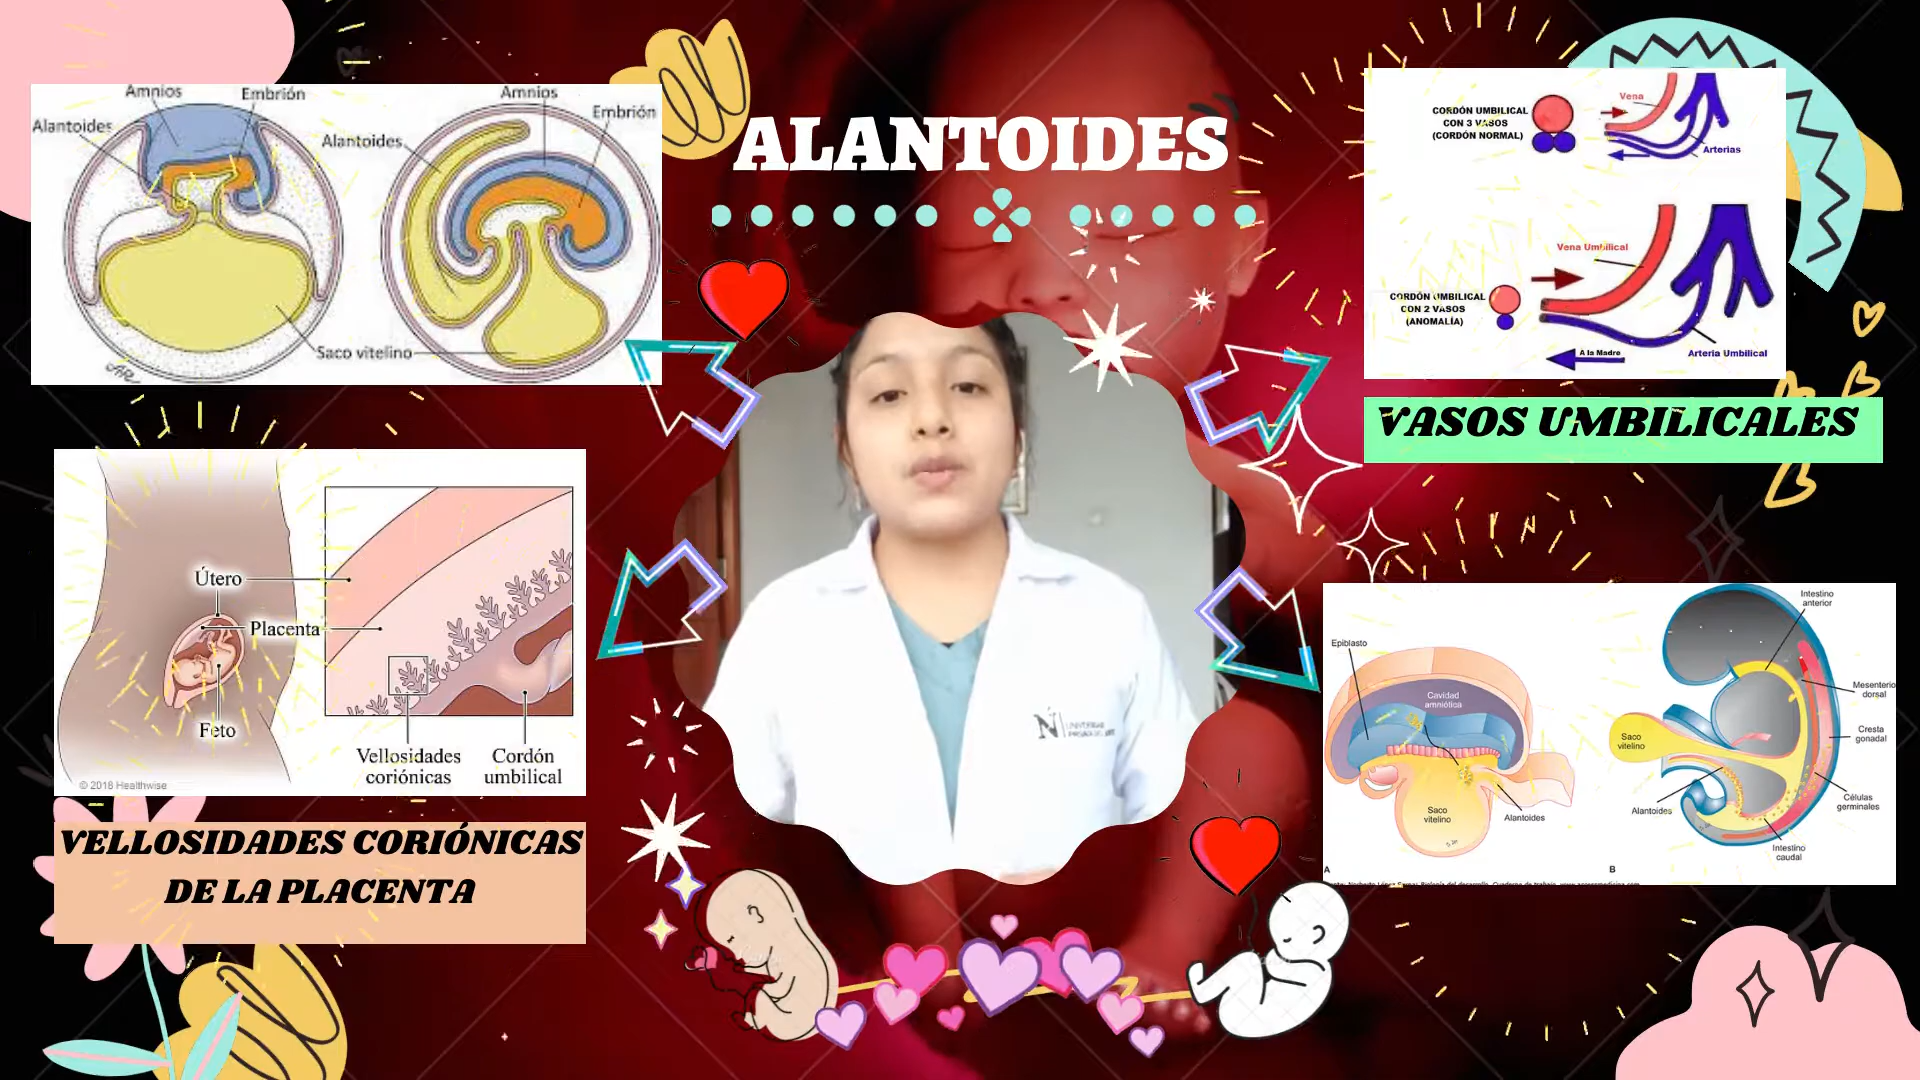 ALANTOIDES
Amnios
Embrión
Alantoides
Amnios
Embrión
Alantoides
Saco vitelino
CORDÓN UMBILICAL
CON 3 VASOS
(CORDÓN NORMAL)
Vena
Arterias
Vena Umbilical
CORDÓN UMBILICAL
CON 2 VASOS
(ANOMALÍA)
A la Madre
Arteria Umbilical
VASOS UMBILICALES
Útero
Placenta
Feto
Vellosidades
coriónicas
Cordón
umbilical
© 2018 Healthwise
VELLOSIDADES CORIÓNICAS
DE LA PLACENTA
Epiblasto
Cavidad
amniótica
Saco
vitelino
Alantoides
A
Intestino
anterior
Mesenterio
dorsal
Cresta
gonadal
Células
germinales
Saco
vitelino
Alantoides
Intestino
caudal
B